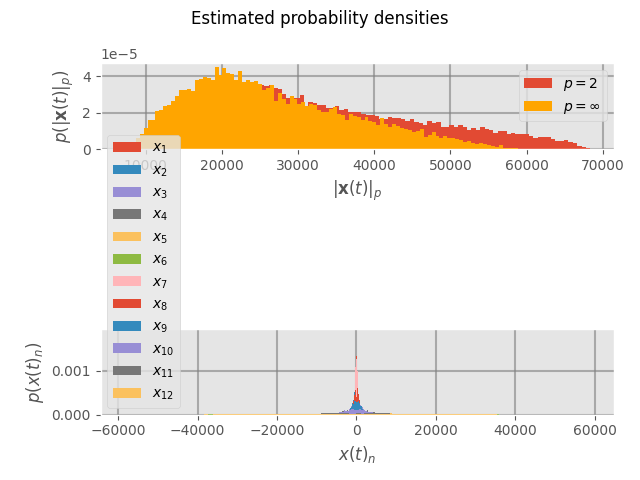 Estimated probability densities
1e−5
p(|x(t)|p)
4
2
0
p = 2
p = ∞
10000 20000 30000 40000 50000 60000 70000
|x(t)|p
x1
x2
x3
x4
x5
x6
x7
x8
x9
x10
x11
x12
p(x(t)n)
0.001
0.000
−60000 −40000 −20000 0 20000 40000 60000
x(t)n